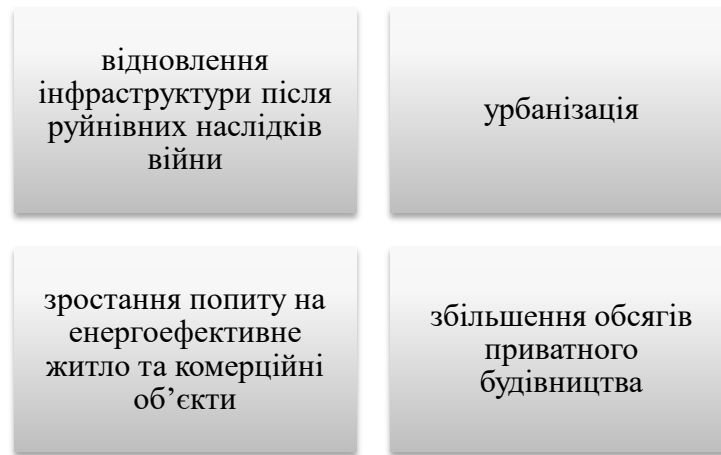 відновлення
інфраструктури після
руйнівних наслідків
війни
урбанізація
зростання попиту на
енергоефективне
житло та комерційні
об’єкти
збільшення обсягів
приватного
будівництва